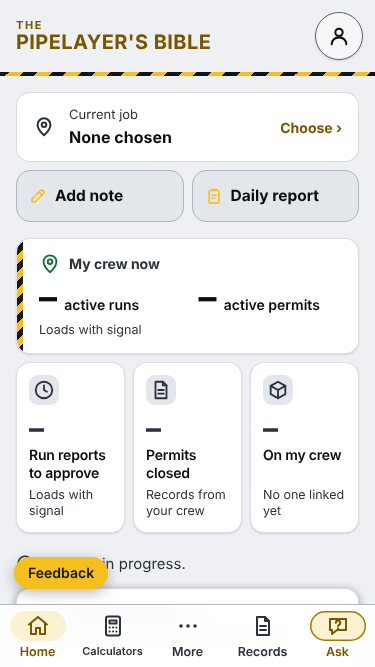 THE
PIPELAYER'S BIBLE
Current job
None chosen
Choose ›
Add note
Daily report
My crew now
– active runs
– active permits
Loads with signal
–
Run reports
to approve
Loads with
signal
–
Permits
closed
Records from
your crew
–
On my crew
No one linked
yet
in progress.
Feedback
Home
Calculators
More
Records
Ask